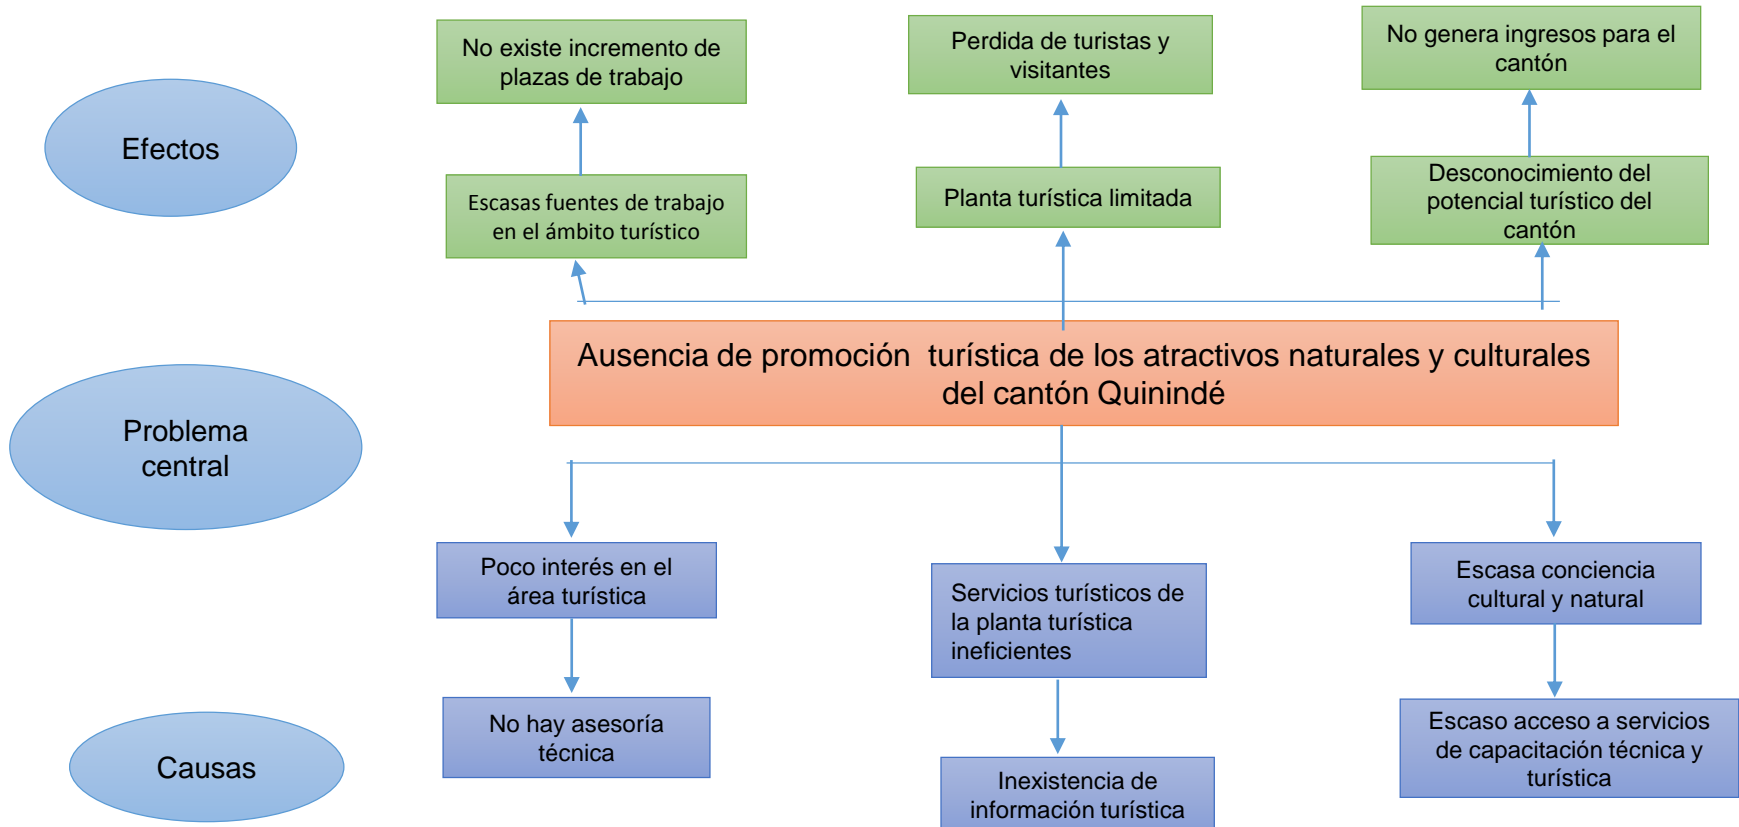 No existe incremento de
plazas de trabajo
Perdida de turistas y
visitantes
No genera ingresos para el
cantón
Efectos
Escasas fuentes de trabajo
en el ámbito turístico
Planta turística limitada
Desconocimiento del
potencial turístico del
cantón
Ausencia de promoción  turística de los atractivos naturales y culturales
del cantón Quinindé
Problema
central
Poco interés en el
área turística
Servicios turísticos de
la planta turística
ineficientes
Escasa conciencia
cultural y natural
Causas
No hay asesoría
técnica
Inexistencia de
información turística
Escaso acceso a servicios
de capacitación técnica y
turística